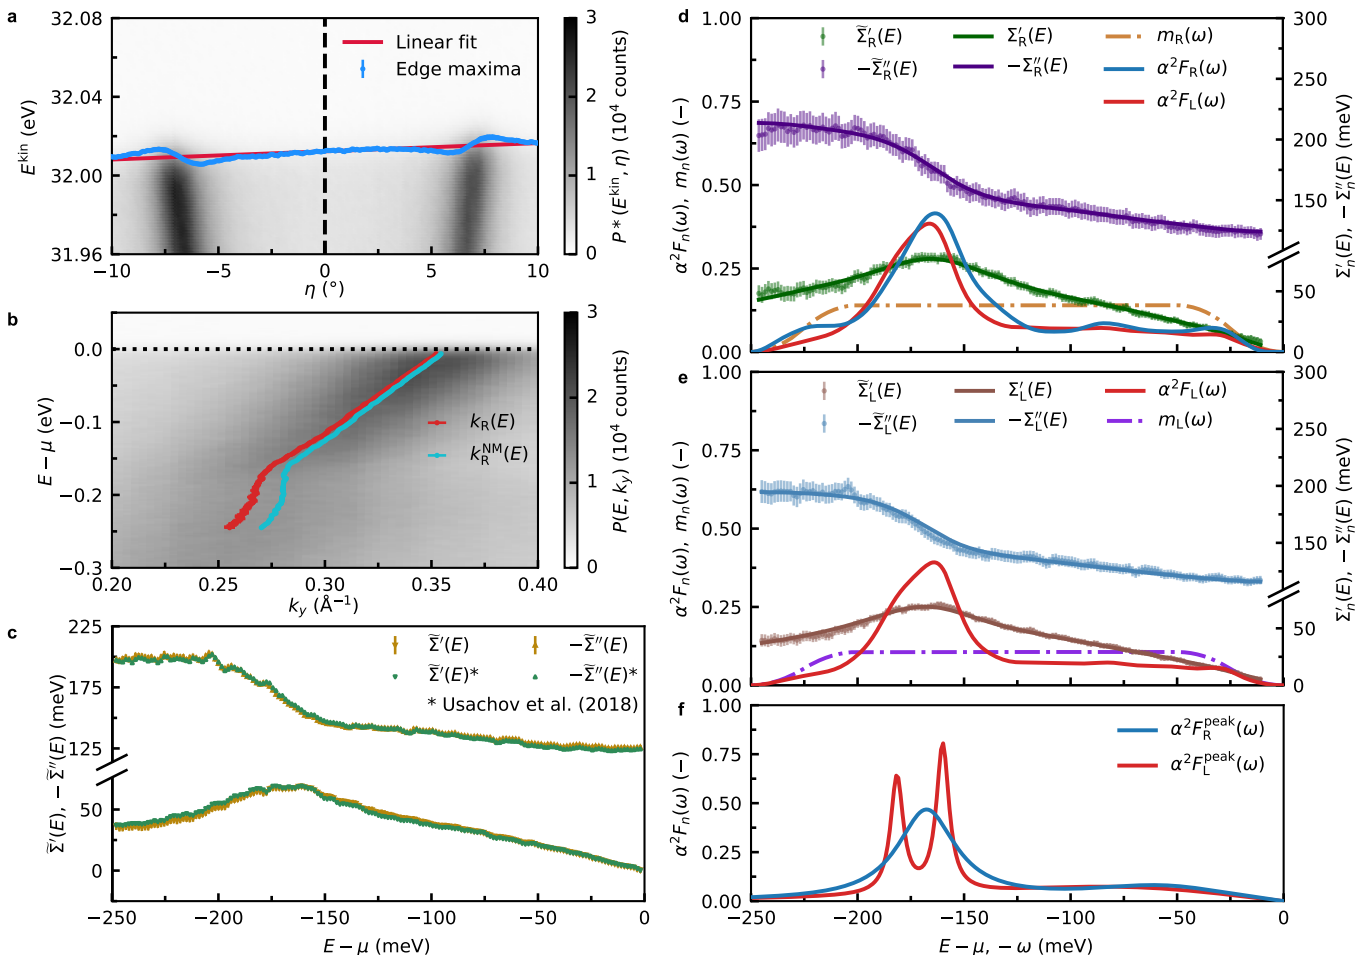 a
32.08
32.04
32.00
31.96
E^kin (eV)
Linear fit
Edge maxima
−10
−5
0
5
10
η (°)
3
2
1
0
P*(E^kin, η) (10^4 counts)
b
0.0
−0.1
−0.2
−0.3
E − μ (eV)
k_R(E)
k_R^NM(E)
0.20
0.25
0.30
0.35
0.40
k_y (Å^−1)
3
2
1
0
P(E, k_y) (10^4 counts)
c
225
175
125
50
0
Σ̃′(E), −Σ̃″(E) (meV)
Σ̃′(E)
−Σ̃″(E)
Σ̃′(E)*
−Σ̃″(E)*
* Usachov et al. (2018)
−250
−200
−150
−100
−50
0
E − μ (meV)
d
1.00
0.75
0.50
0.25
0.00
α²F_n(ω), m_n(ω) (−)
Σ̃′_R(E)
Σ′_R(E)
m_R(ω)
−Σ̃″_R(E)
−Σ″_R(E)
α²F_R(ω)
α²F_L(ω)
300
250
200
150
100
50
0
Σ′_n(E), −Σ″_n(E) (meV)
e
1.00
0.75
0.50
0.25
0.00
α²F_n(ω), m_n(ω) (−)
Σ̃′_L(E)
Σ′_L(E)
α²F_L(ω)
−Σ̃″_L(E)
−Σ″_L(E)
m_L(ω)
300
250
200
150
100
50
0
Σ′_n(E), −Σ″_n(E) (meV)
f
1.00
0.75
0.50
0.25
0.00
α²F_n(ω) (−)
α²F_R^peak(ω)
α²F_L^peak(ω)
−250
−200
−150
−100
−50
0
E − μ, −ω (meV)